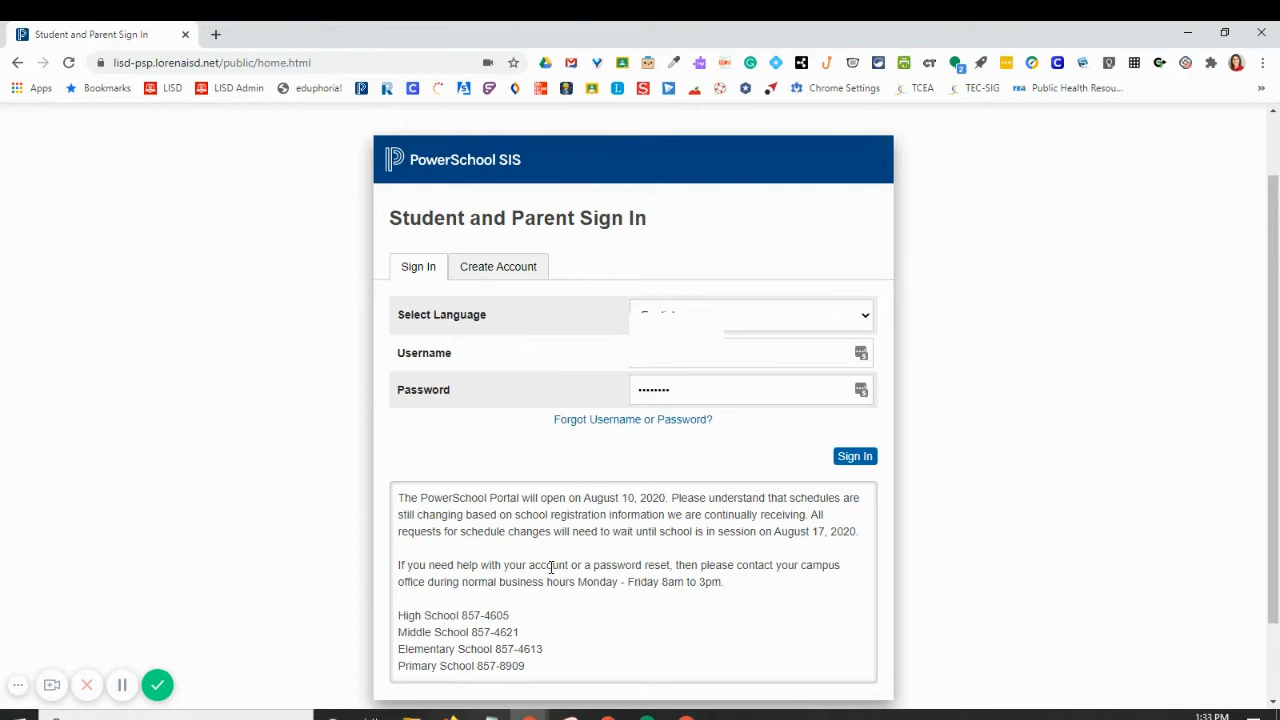 Student and Parent Sign In
lisd-psp.lorenaisd.net/public/home.html
Apps Bookmarks LISD LISD Admin eduphoria! Chrome Settings TCEA TEC-SIG TEA Public Health Resou...
PowerSchool SIS
Student and Parent Sign In
Sign In Create Account
Select Language
Username
Password ••••••••
Forgot Username or Password?
Sign In
The PowerSchool Portal will open on August 10, 2020. Please understand that schedules are
still changing based on school registration information we are continually receiving. All
requests for schedule changes will need to wait until school is in session on August 17, 2020.
If you need help with your account or a password reset, then please contact your campus
office during normal business hours Monday - Friday 8am to 3pm.
High School 857-4605
Middle School 857-4621
Elementary School 857-4613
Primary School 857-8909
1:33 PM